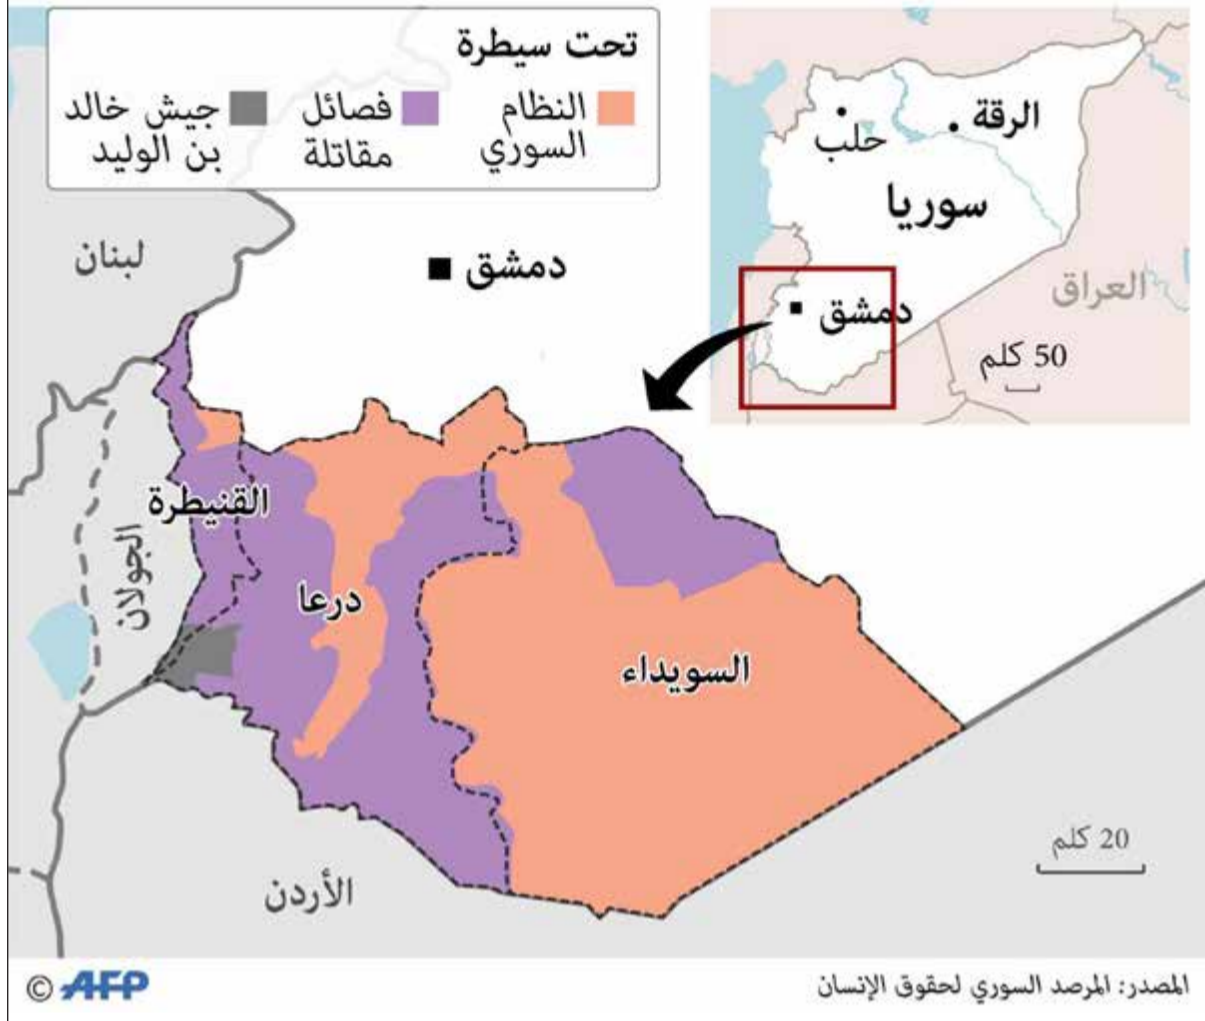 تحت سيطرة
النظام
السوري
فصائل
مقاتلة
جيش خالد
بن الوليد
الرقة
حلب
سوريا
العراق
دمشق
50 كلم
لبنان
دمشق
القنيطرة
الجولان
درعا
السويداء
20 كلم
الأردن
المصدر: المرصد السوري لحقوق الإنسان
© AFP